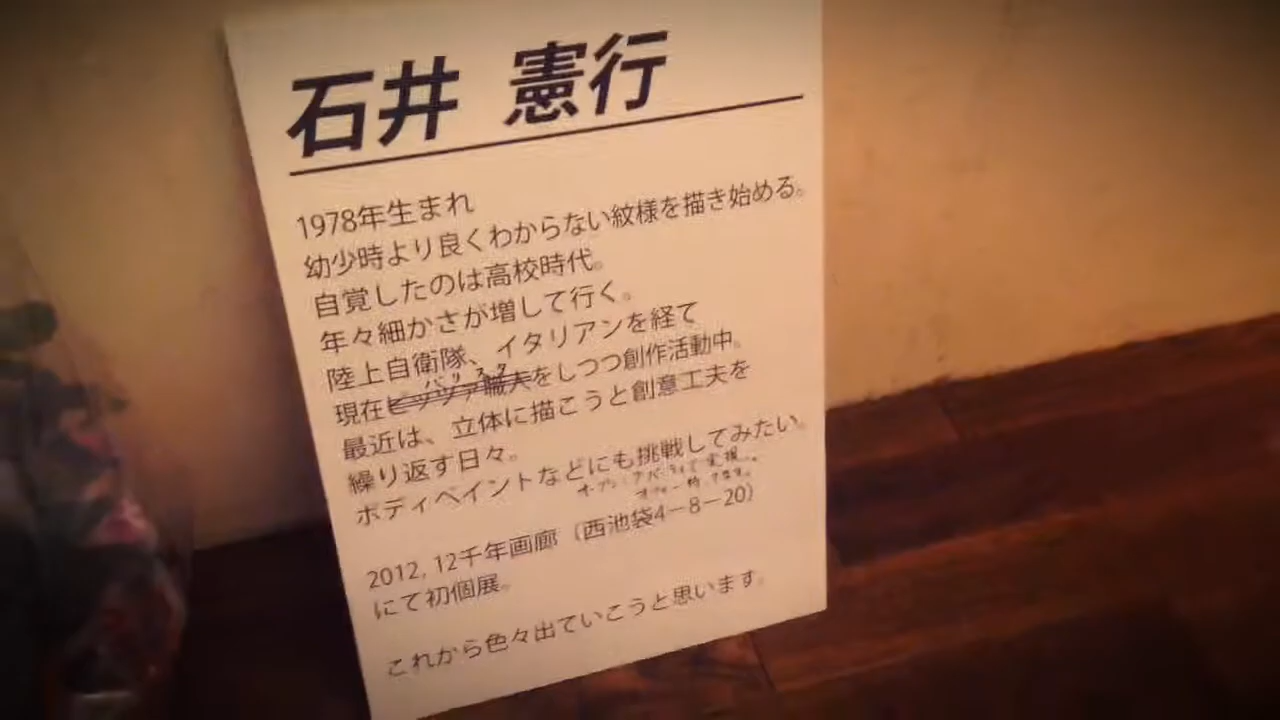 石井 憲行
1978年生まれ
幼少時より良くわからない紋様を描き始める。
自覚したのは高校時代。
年々細かさが増して行く。
陸上自衛隊、イタリアンを経て
バリスタ
現在ピッツァ職人をしつつ創作活動中。
最近は、立体に描こうと創意工夫を
繰り返す日々。
ボディペイントなどにも挑戦してみたい。
2012, 12千年画廊（西池袋4－8－20）
にて初個展。
これから色々出ていこうと思います。